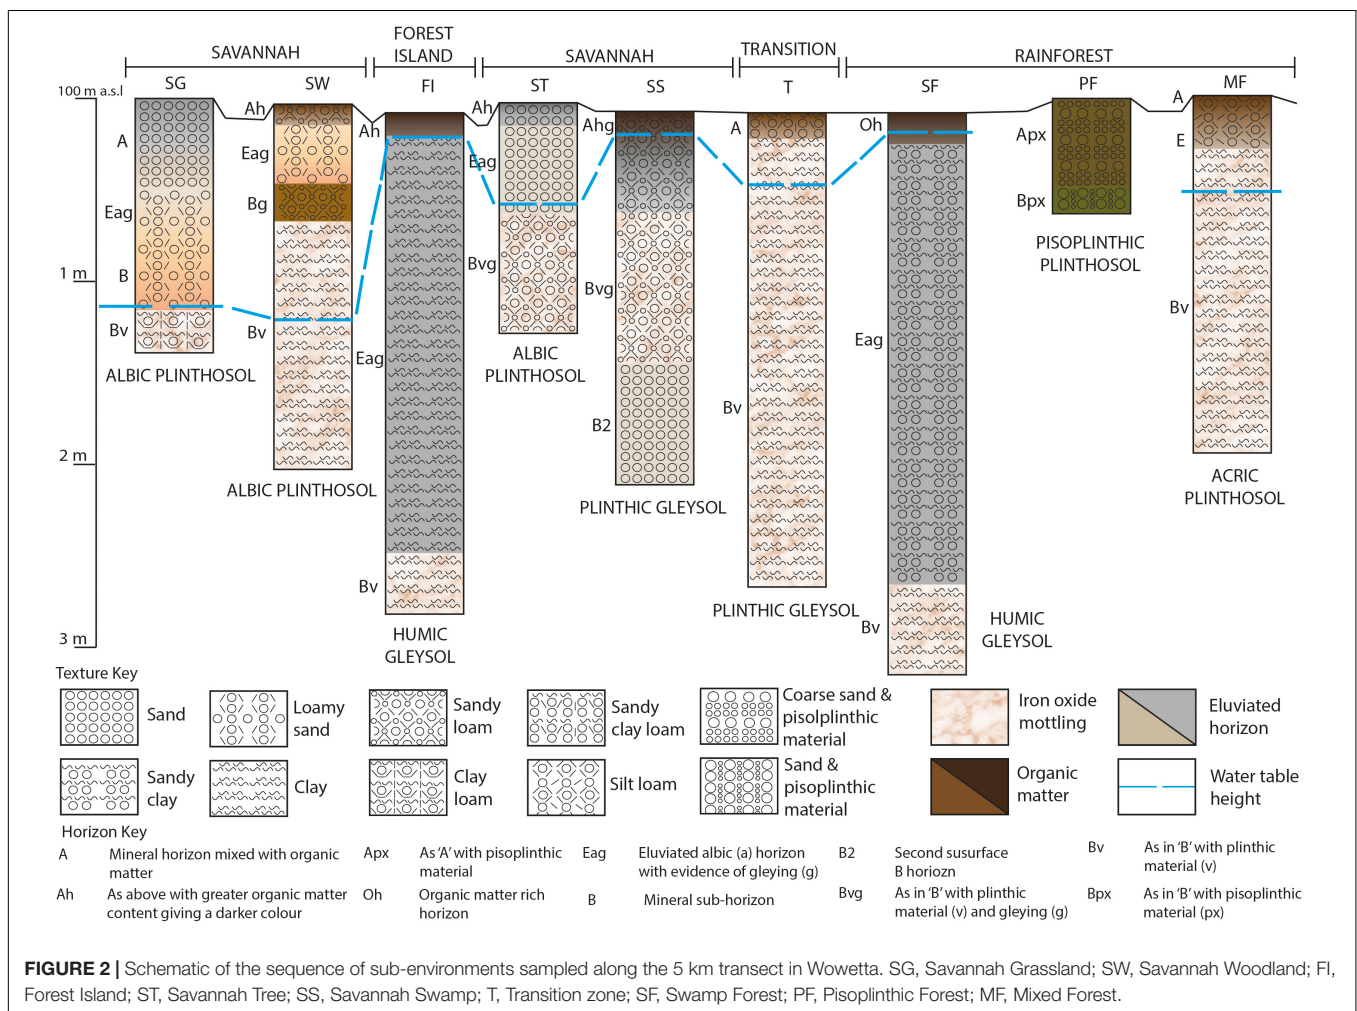 SAVANNAH
FOREST
ISLAND
SAVANNAH
TRANSITION
RAINFOREST
SG
SW
FI
ST
SS
T
SF
PF
MF
100 m a.s.l
1 m
2 m
3 m
A
Eag
B
Bv
ALBIC PLINTHOSOL
Ah
Eag
Bg
Bv
ALBIC PLINTHOSOL
Ah
Eag
Bv
HUMIC
GLEYSOL
Ah
Eag
Bvg
ALBIC
PLINTHOSOL
Ahg
Bvg
B2
PLINTHIC GLEYSOL
A
Bv
PLINTHIC GLEYSOL
Oh
Eag
Bv
HUMIC
GLEYSOL
Apx
Bpx
PISOPLINTHIC
PLINTHOSOL
A
E
Bv
ACRIC
PLINTHOSOL
Texture Key
Sand
Loamy
sand
Sandy
loam
Sandy
clay loam
Coarse sand &
pisolplinthic
material
Iron oxide
mottling
Eluviated
horizon
Sandy
clay
Clay
Clay
loam
Silt loam
Sand &
pisoplinthic
material
Organic
matter
Water table
height
Horizon Key
A Mineral horizon mixed with organic
matter
Ah As above with greater organic matter
content giving a darker colour
Apx As 'A' with pisoplinthic
material
Oh Organic matter rich
horizon
Eag Eluviated albic (a) horizon
with evidence of gleying (g)
B Mineral sub-horizon
B2 Second susurface
B horiozn
Bvg As in 'B' with plinthic
material (v) and gleying (g)
Bv As in 'B' with plinthic
material (v)
Bpx As in 'B' with pisoplinthic
material (px)
FIGURE 2 | Schematic of the sequence of sub-environments sampled along the 5 km transect in Wowetta. SG, Savannah Grassland; SW, Savannah Woodland; FI,
Forest Island; ST, Savannah Tree; SS, Savannah Swamp; T, Transition zone; SF, Swamp Forest; PF, Pisoplinthic Forest; MF, Mixed Forest.